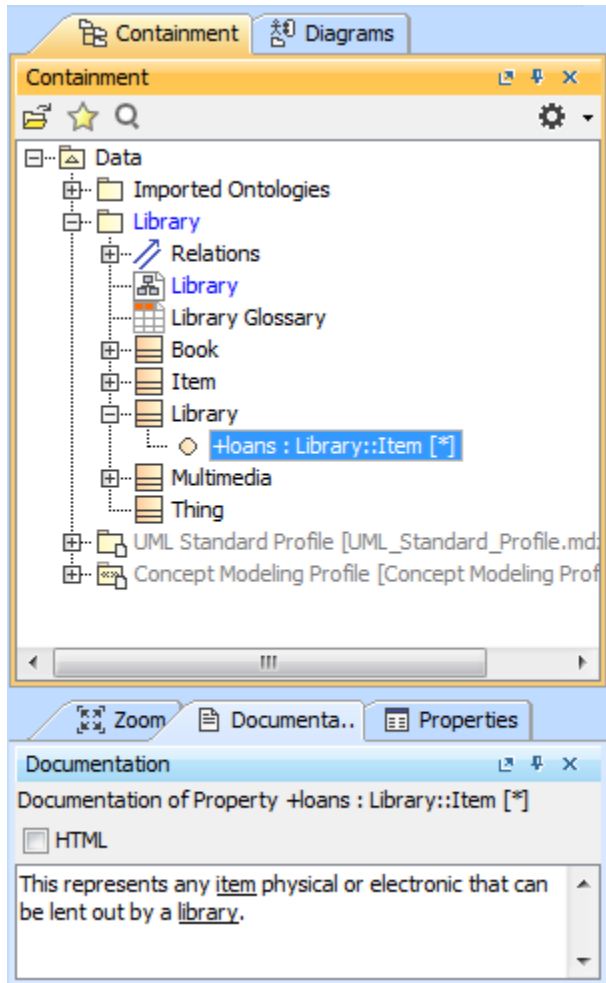 Containment
Diagrams
Containment
Data
Imported Ontologies
Library
Relations
Library
Library Glossary
Book
Item
Library
+loans : Library::Item [*]
Multimedia
Thing
UML Standard Profile [UML_Standard_Profile.mdz
Concept Modeling Profile [Concept Modeling Prof
Zoom
Documenta..
Properties
Documentation
Documentation of Property +loans : Library::Item [*]
HTML
This represents any item physical or electronic that can
be lent out by a library.